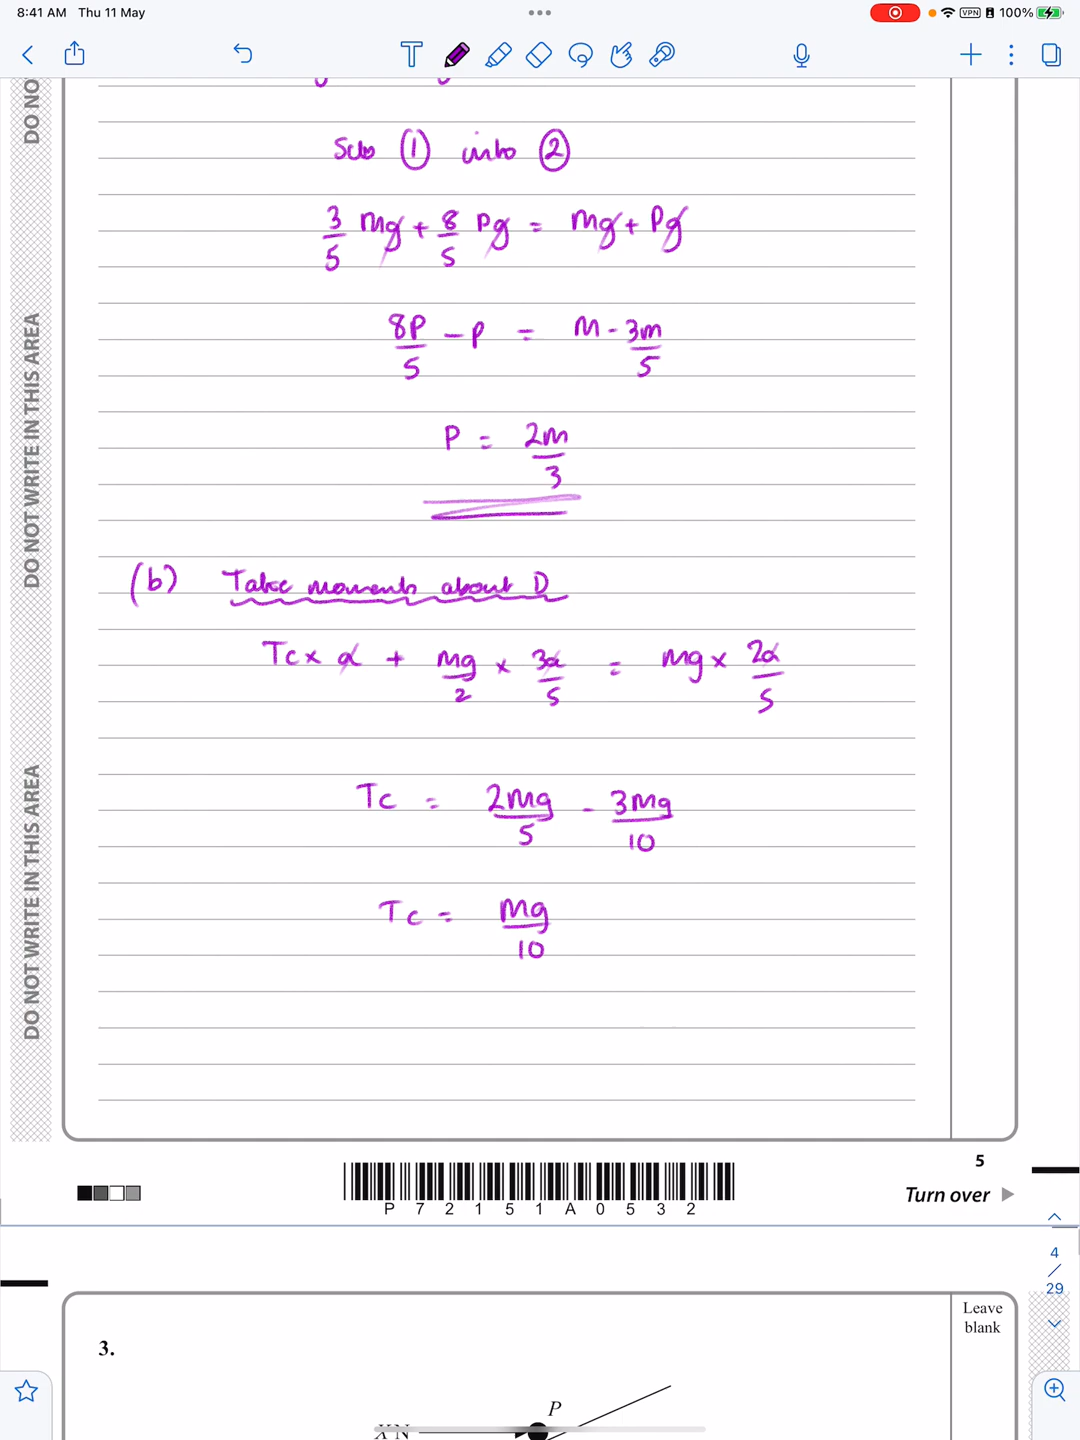 8:41 AM Thu 11 May
VPN 100%
T
DO NO
Sub ① into ②
3/5 Mg + 8/5 Pg = Mg + Pg
8P/5 - P = M - 3M/5
P = 2M/3
DO NOT WRITE IN THIS AREA
(b) Take moments about D
Tc x a + Mg/2 x 3a/5 = Mg x 2a/5
Tc = 2Mg/5 - 3Mg/10
Tc = Mg/10
DO NOT WRITE IN THIS AREA
5
Turn over
P 7 2 1 5 1 A 0 5 3 2
4
/
29
Leave
blank
3.
P
X N